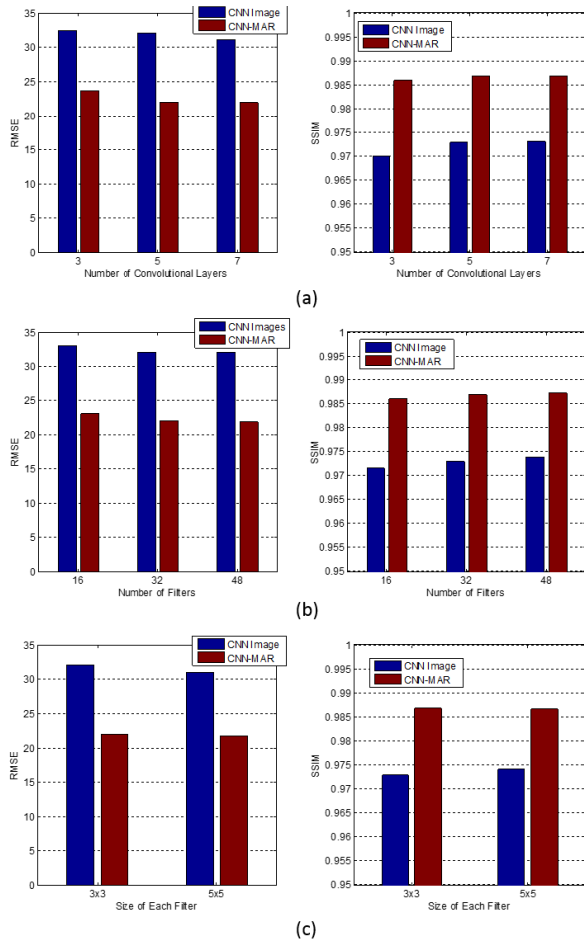 35
30
25
20
15
10
5
0
RMSE
CNN Image
CNN-MAR
3
5
7
Number of Convolutional Layers
1
0.995
0.99
0.985
0.98
0.975
0.97
0.965
0.96
0.955
0.95
SSIM
CNN Image
CNN-MAR
3
5
7
Number of Convolutional Layers
(a)
35
30
25
20
15
10
5
0
RMSE
CNN Images
CNN-MAR
16
32
48
Number of Filters
1
0.995
0.99
0.985
0.98
0.975
0.97
0.965
0.96
0.955
0.95
SSIM
CNN Image
CNN-MAR
16
32
48
Number of Filters
(b)
35
30
25
20
15
10
5
0
RMSE
CNN Image
CNN-MAR
3x3
5x5
Size of Each Filter
1
0.995
0.99
0.985
0.98
0.975
0.97
0.965
0.96
0.955
0.95
SSIM
CNN Image
CNN-MAR
3x3
5x5
Size of Each Filter
(c)